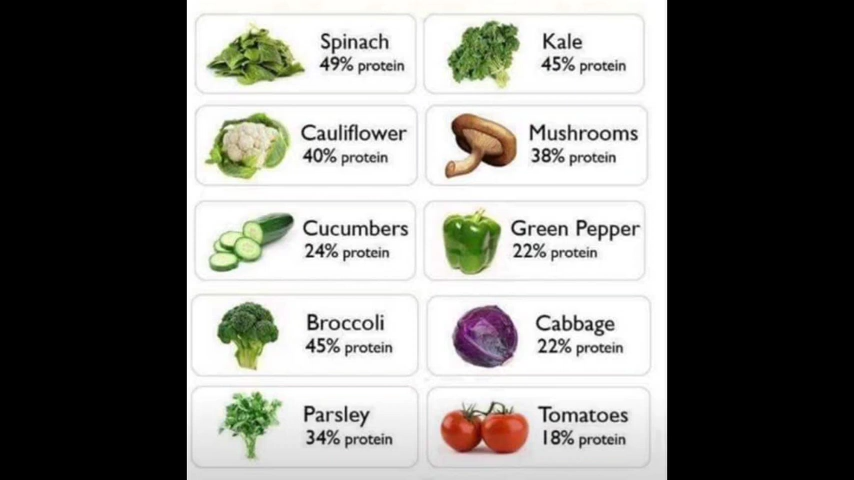 Spinach
49% protein
Kale
45% protein
Cauliflower
40% protein
Mushrooms
38% protein
Cucumbers
24% protein
Green Pepper
22% protein
Broccoli
45% protein
Cabbage
22% protein
Parsley
34% protein
Tomatoes
18% protein